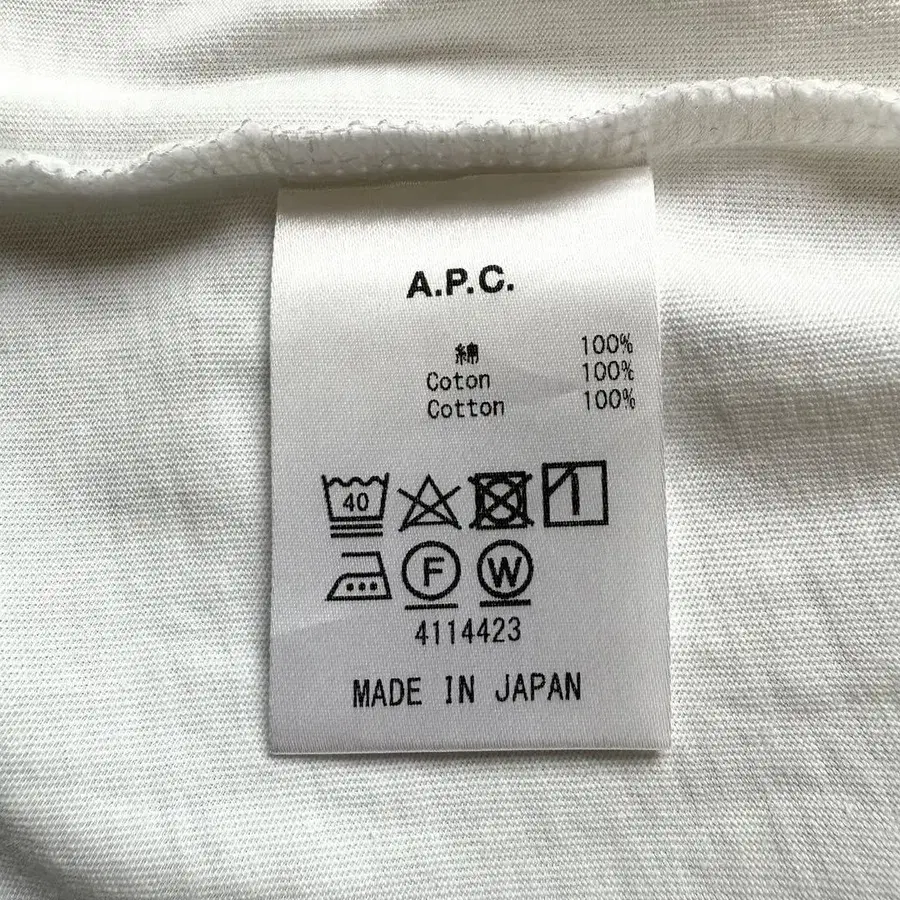 A.P.C.
綿 100%
Coton 100%
Cotton 100%
40
F W
4114423
MADE IN JAPAN